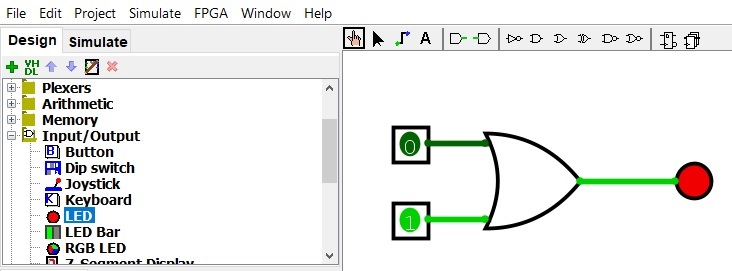 File Edit Project Simulate FPGA Window Help
Design Simulate
A
VH
DL
Plexers
Arithmetic
Memory
Input/Output
Button
Dip switch
Joystick
Keyboard
LED
LED Bar
RGB LED
7-Segment Display
0
1